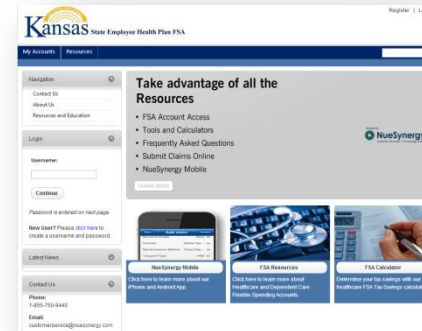 Register | L
Kansas State Employee Health Plan FSA
My Accounts Resources
Navigation
Contact Us
About Us
Resources and Education
Login
Username:
Continue
Password is entered on next page.
New User? Please click here to
create a username and password
Latest News
Contact Us
Phone:
1-855-750-9440
Email:
customerservice@nuesynergy.com
Take advantage of all the
Resources
• FSA Account Access
• Tools and Calculators
• Frequently Asked Questions
• Submit Claims Online
• NueSynergy Mobile
LEARN MORE
NueSynergy
NueSynergy Mobile
Click here to learn more about our
iPhone and Android App.
FSA Resources
Click here to learn more about
Healthcare and Dependent Care
Flexible Spending Accounts.
FSA Calculator
Determine your tax savings with our
healthcare FSA Tax Savings calculat